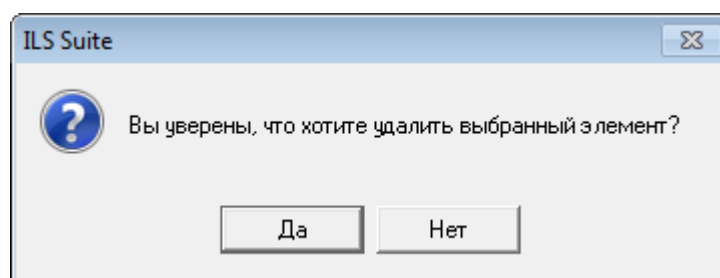 ILS Suite
Вы уверены, что хотите удалить выбранный элемент?
Да Нет